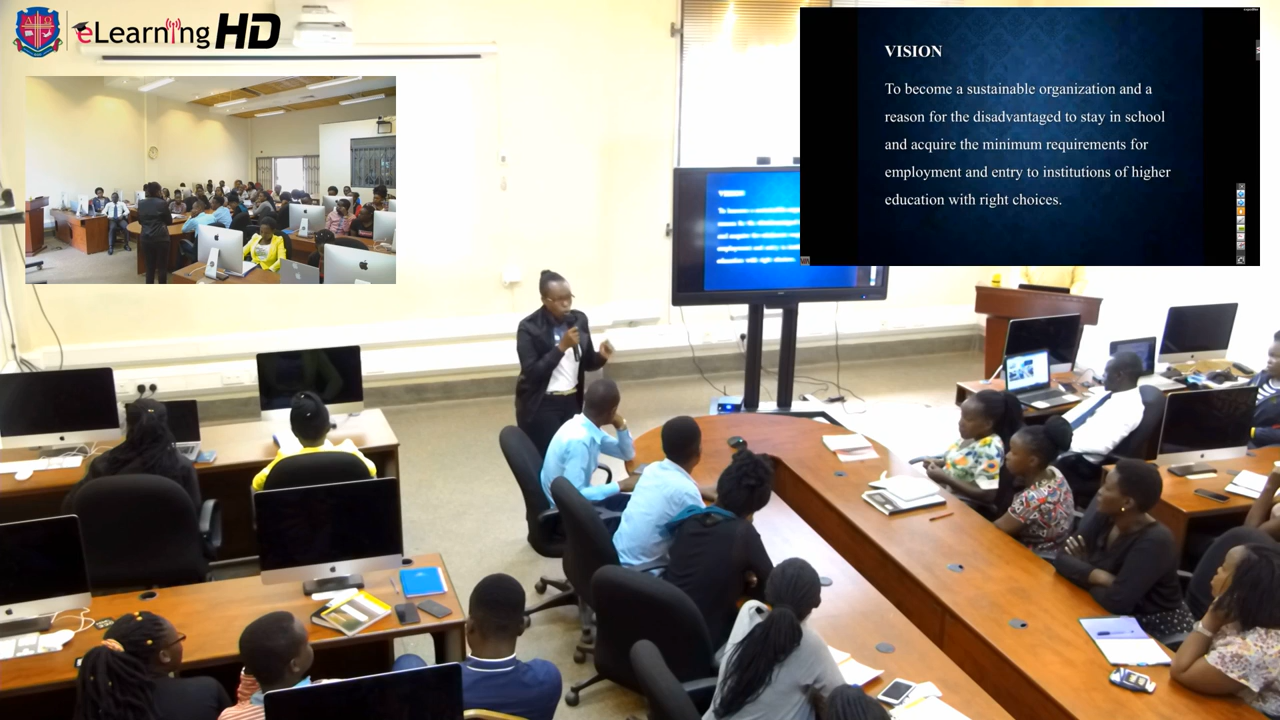 eLearning HD
VISION
To become a sustainable organization and a
reason for the disadvantaged to stay in school
and acquire the minimum requirements for
employment and entry to institutions of higher
education with right choices.
VISION